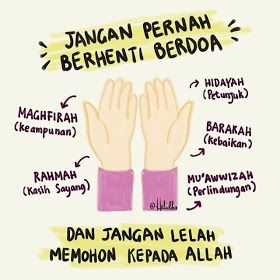 JANGAN PERNAH
BERHENTI BERDOA
HIDAYAH
(Petunjuk)
MAGHFIRAH
(Keampunan)
BARAKAH
(Kebaikan)
RAHMAH
(Kasih Sayang)
MU'AWWIZAH
(Perlindungan)
DAN JANGAN LELAH
MEMOHON KEPADA ALLAH